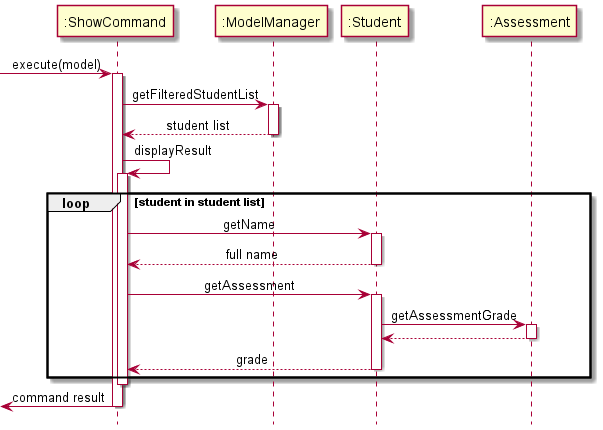 :ShowCommand :ModelManager :Student :Assessment
execute(model)
getFilteredStudentList
student list
displayResult
loop [student in student list]
getName
full name
getAssessment
getAssessmentGrade
grade
command result